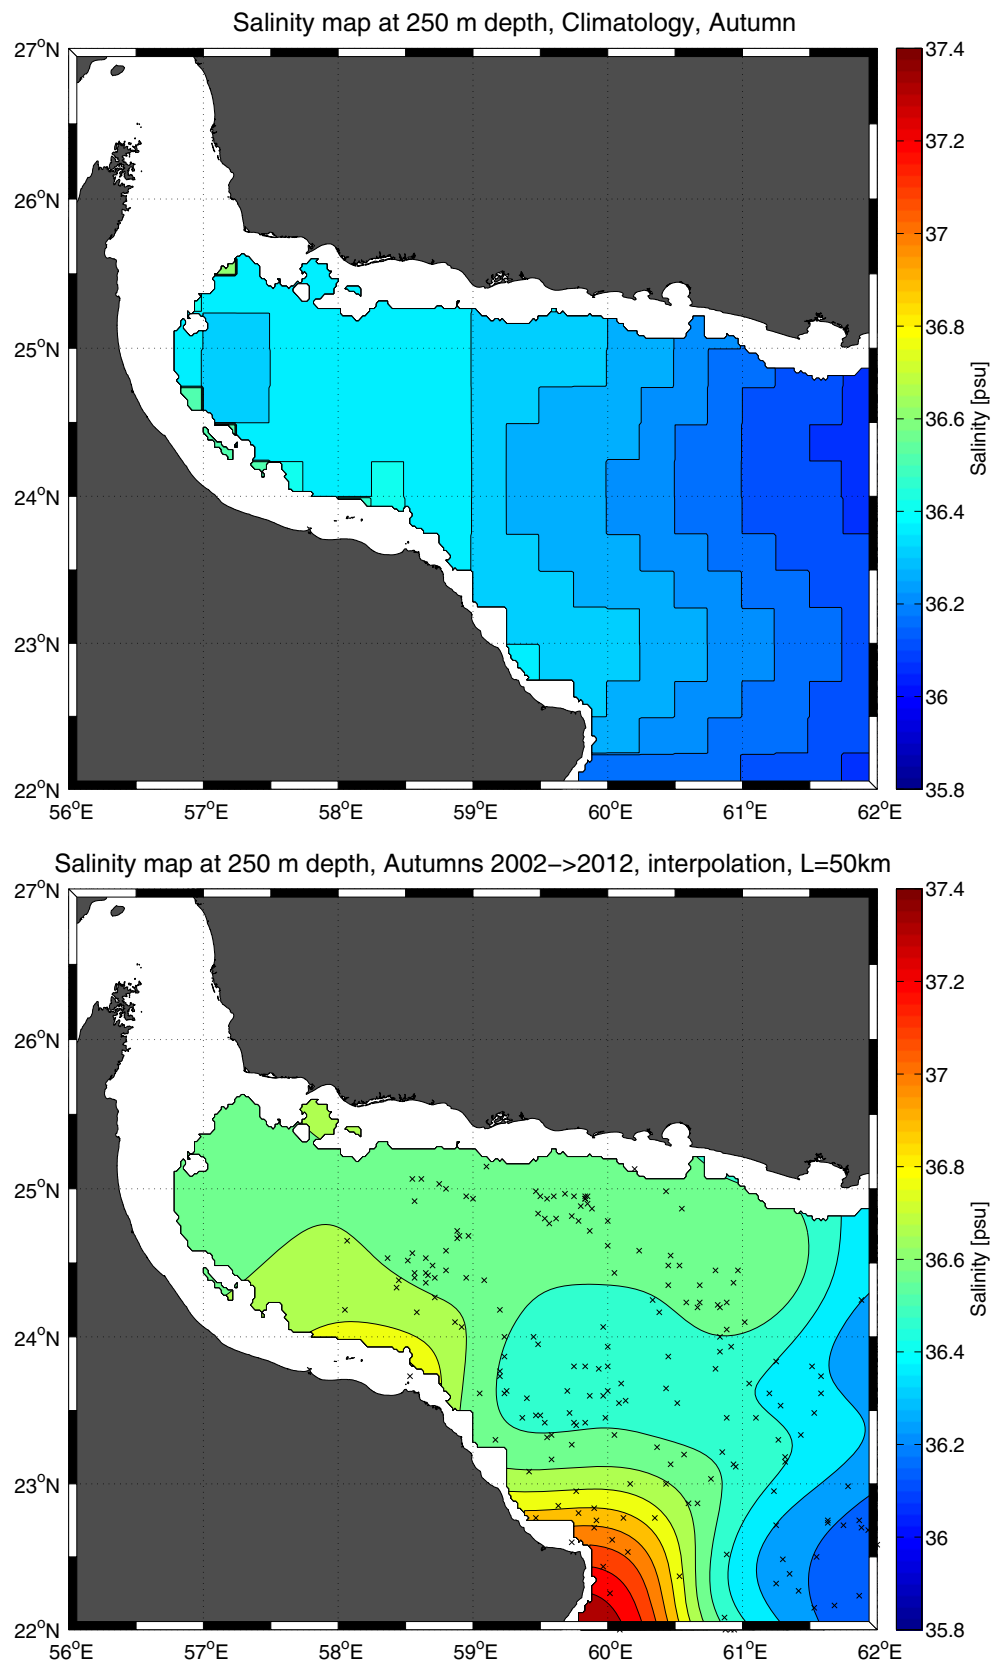 Salinity map at 250 m depth, Climatology, Autumn
27°N
26°N
25°N
24°N
23°N
22°N
56°E
57°E
58°E
59°E
60°E
61°E
62°E
37.4
37.2
37
36.8
36.6
36.4
36.2
36
35.8
Salinity [psu]
Salinity map at 250 m depth, Autumns 2002−>2012, interpolation, L=50km
27°N
26°N
25°N
24°N
23°N
22°N
56°E
57°E
58°E
59°E
60°E
61°E
62°E
37.4
37.2
37
36.8
36.6
36.4
36.2
36
35.8
Salinity [psu]